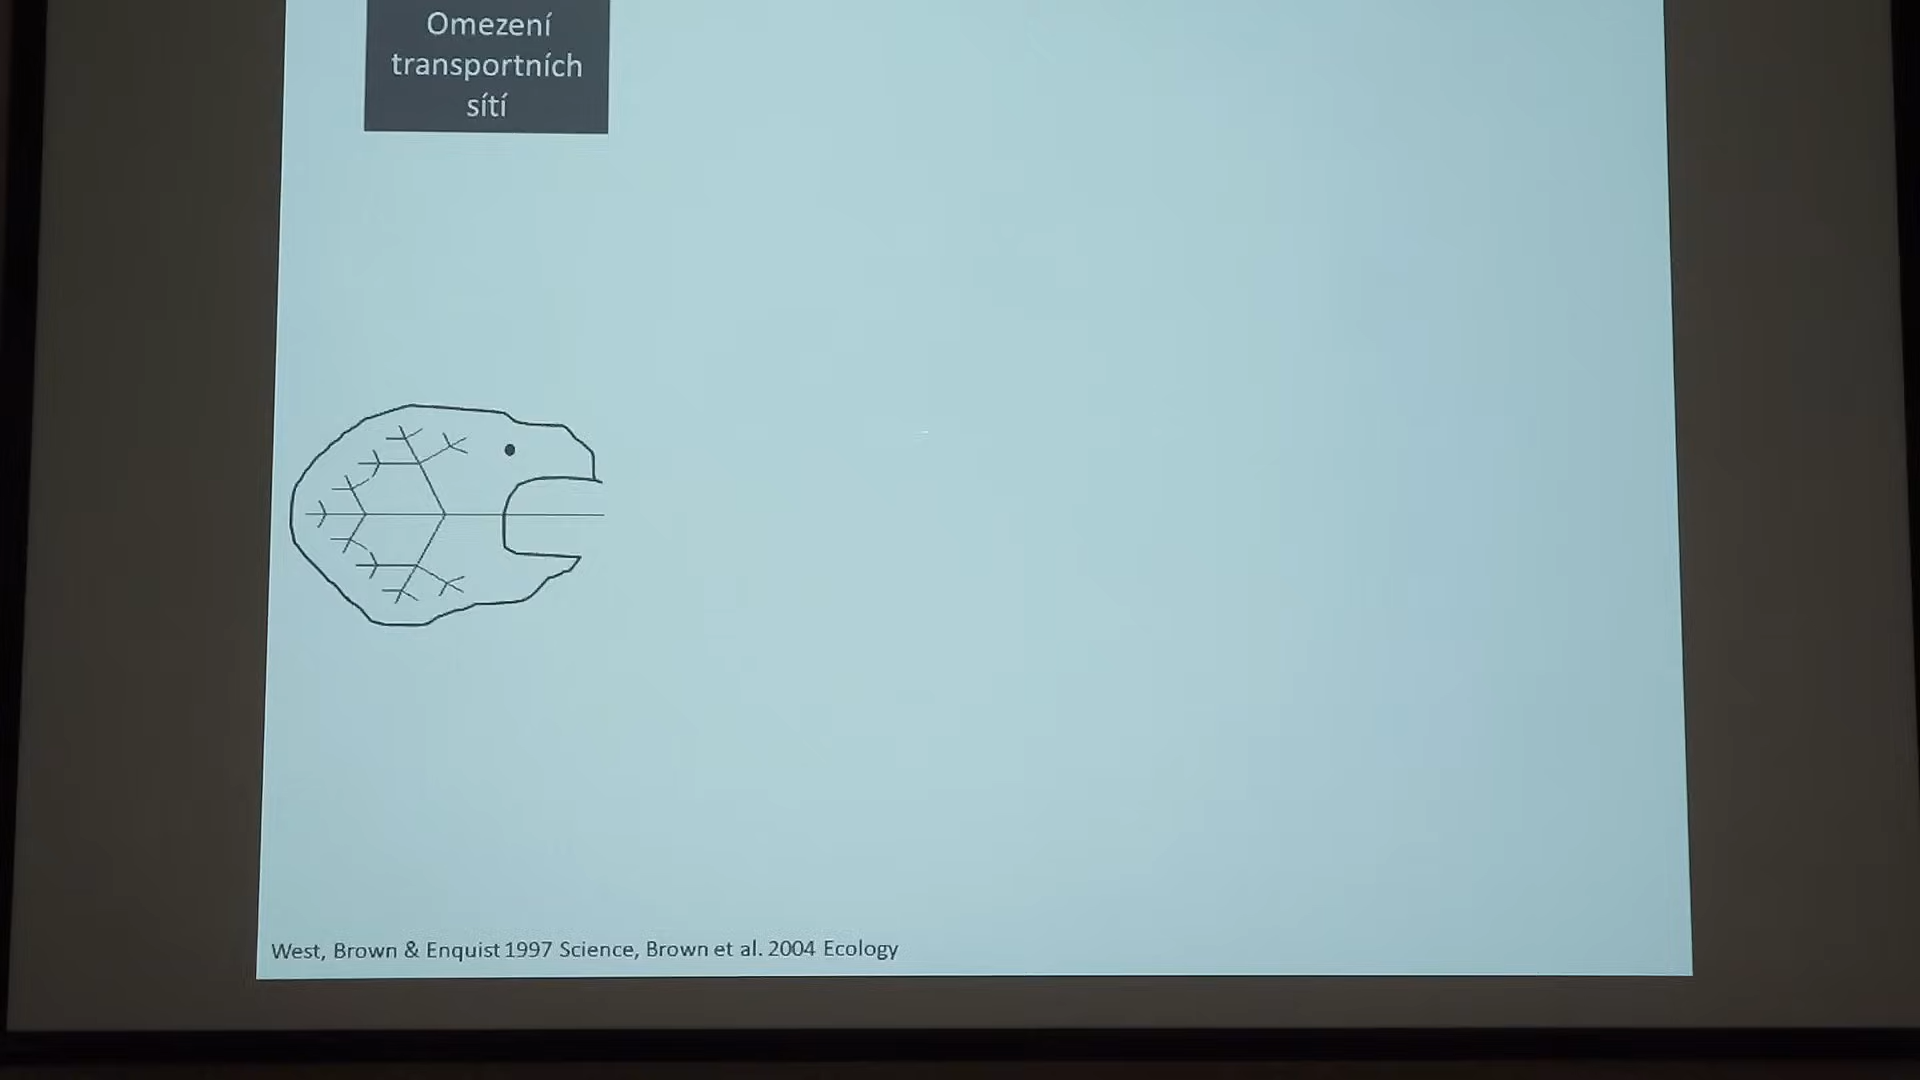 Omezení
transportních
sítí
West, Brown & Enquist 1997 Science, Brown et al. 2004 Ecology